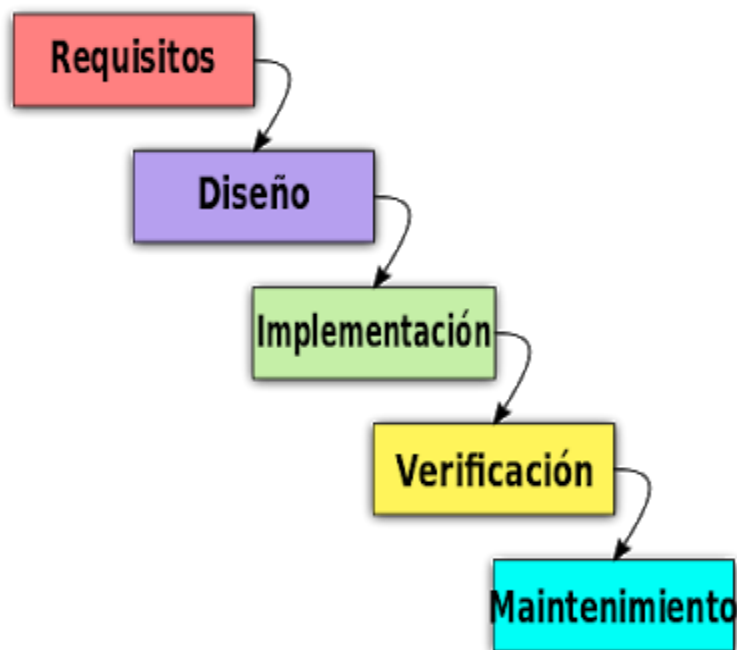 Requisitos
Diseño
Implementación
Verificación
Maintenimiento